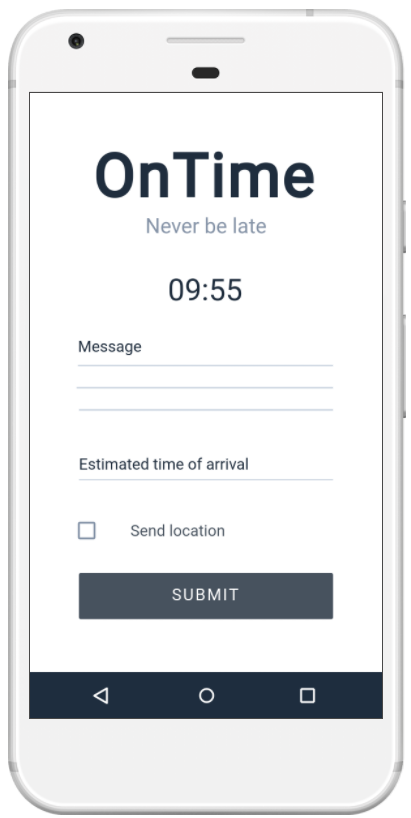 OnTime
Never be late
09:55
Message
Estimated time of arrival
Send location
SUBMIT